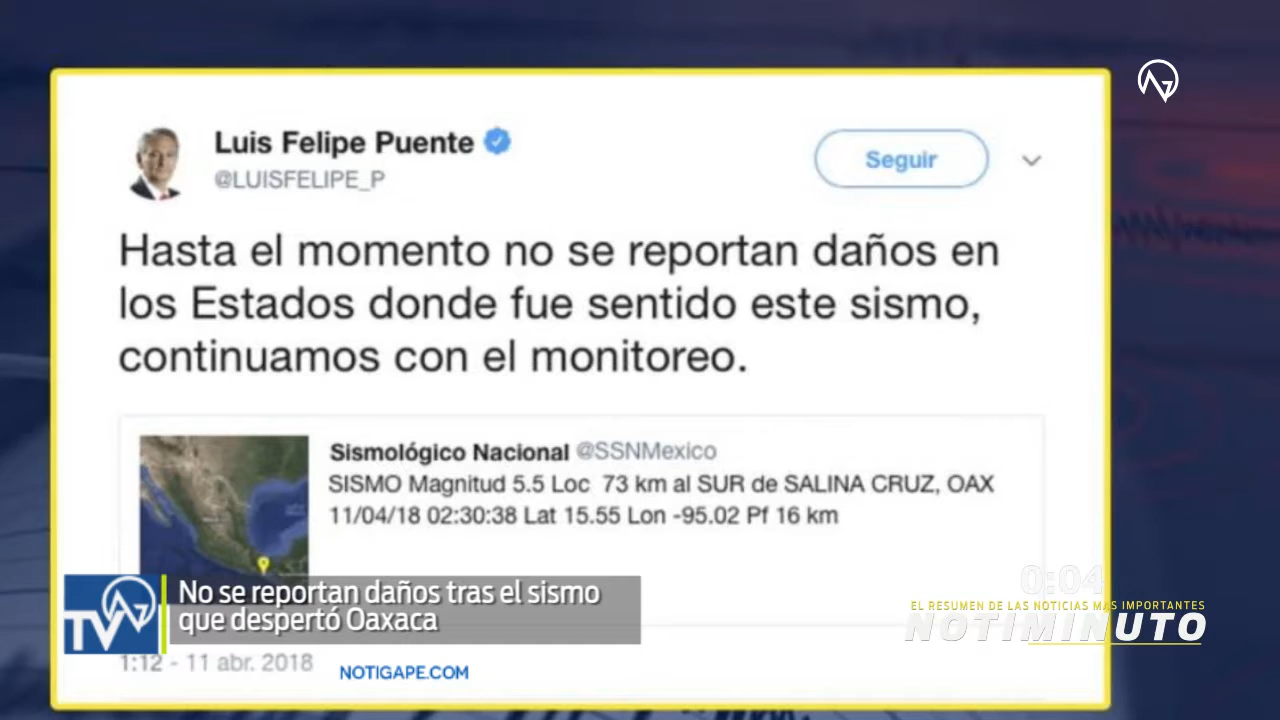 Luis Felipe Puente
@LUISFELIPE_P
Seguir
Hasta el momento no se reportan daños en
los Estados donde fue sentido este sismo,
continuamos con el monitoreo.
Sismológico Nacional @SSNMexico
SISMO Magnitud 5.5 Loc 73 km al SUR de SALINA CRUZ, OAX
11/04/18 02:30:38 Lat 15.55 Lon -95.02 Pf 16 km
TV
No se reportan daños tras el sismo
que despertó Oaxaca
1:12 - 11 abr. 2018
NOTIGAPE.COM
0:04
EL RESUMEN DE LAS NOTICIAS MAS IMPORTANTES
NOTIMINUTO